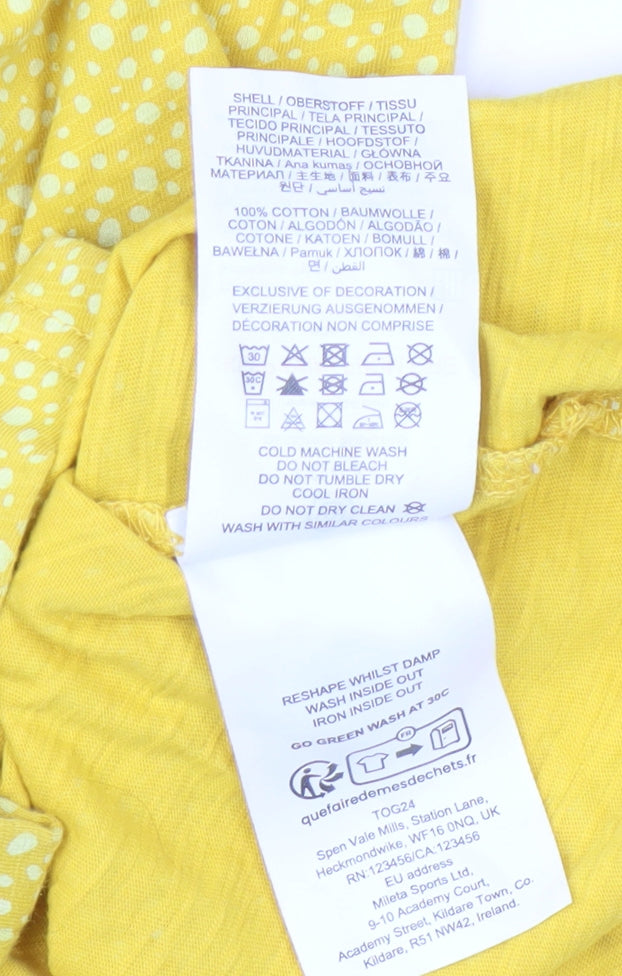 SHELL / OBERSTOFF / TISSU
PRINCIPAL / TELA PRINCIPAL /
TECIDO PRINCIPAL / TESSUTO
PRINCIPALE / HOOFDSTOF /
HUVUDMATERIAL / GŁÓWNA
TKANINA / Ana kumaş / ОСНОВНОЙ
МАТЕРИАЛ / 主生地 / 面料 / 表布 / 주요
원단 / نسيج أساسي
100% COTTON / BAUMWOLLE /
COTON / ALGODÓN / ALGODÃO /
COTONE / KATOEN / BOMULL /
BAWEŁNA / Pamuk / ХЛОПОК / 綿 / 棉 /
면 / القطن
EXCLUSIVE OF DECORATION /
VERZIERUNG AUSGENOMMEN /
DÉCORATION NON COMPRISE
30
30°C
COLD MACHINE WASH
DO NOT BLEACH
DO NOT TUMBLE DRY
COOL IRON
DO NOT DRY CLEAN
WASH WITH SIMILAR COLOURS
RESHAPE WHILST DAMP
WASH INSIDE OUT
IRON INSIDE OUT
GO GREEN WASH AT 30C
FR
quefairedemesdechets.fr
TOG24
Spen Vale Mills, Station Lane,
Heckmondwike, WF16 0NQ, UK
RN:123456/CA:123456
EU address
Mileta Sports Ltd,
9-10 Academy Court,
Academy Street, Kildare Town, Co.
Kildare, R51 NW42, Ireland.